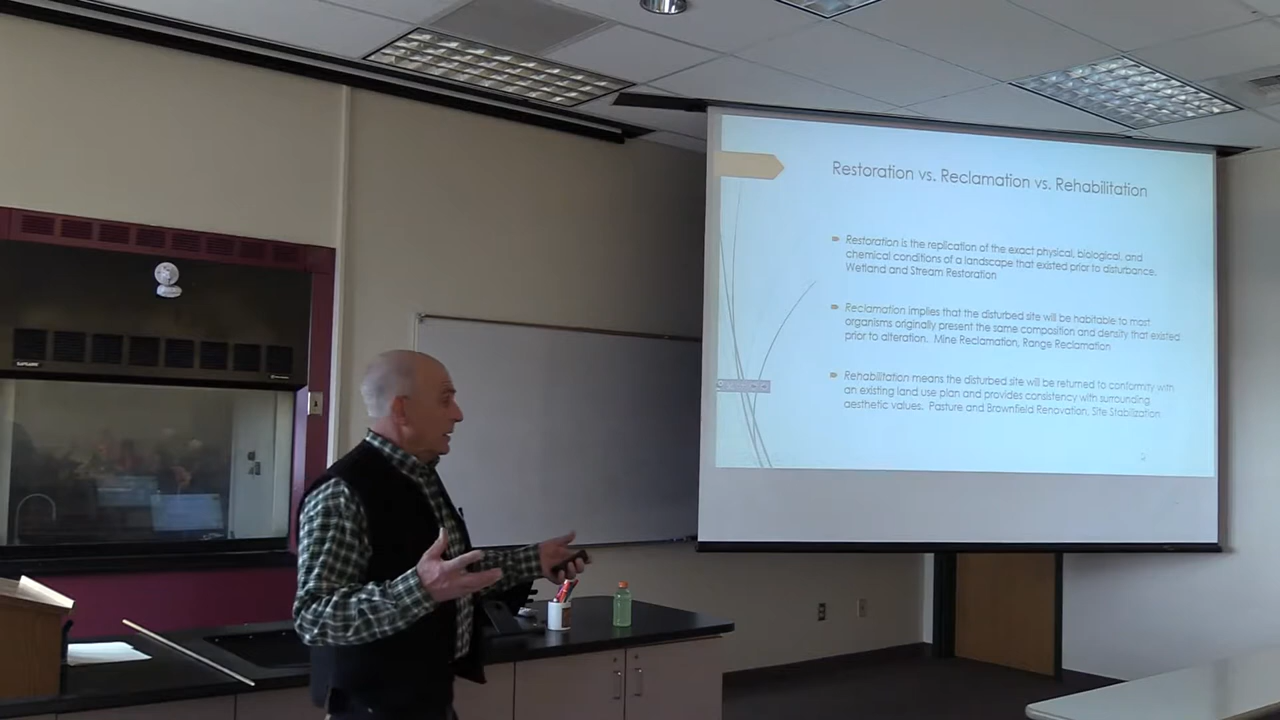 Restoration vs. Reclamation vs. Rehabilitation
Restoration is the replication of the exact physical, biological, and
chemical conditions of a landscape that existed prior to disturbance.
Wetland and Stream Restoration
Reclamation implies that the disturbed site will be habitable to most
organisms originally present the same composition and density that existed
prior to alteration. Mine Reclamation, Range Reclamation
Rehabilitation means the disturbed site will be returned to conformity with
an existing land use plan and provides consistency with surrounding
aesthetic values. Pasture and Brownfield Renovation, Site Stabilization